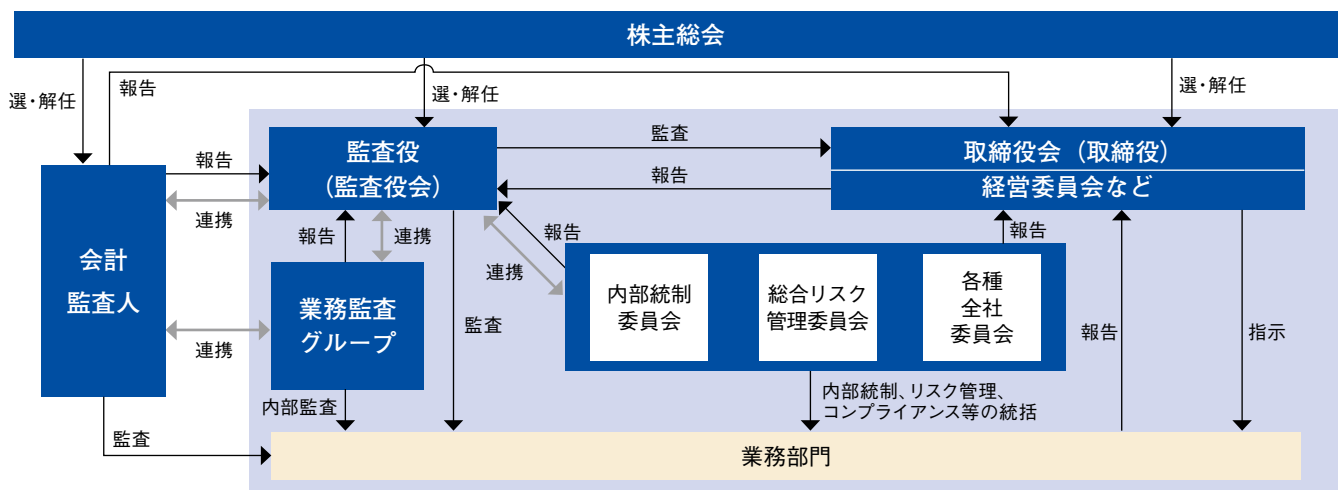 株主総会
選・解任
報告
選・解任
選・解任
監査役
（監査役会）
監査
報告
取締役会（取締役）
経営委員会など
報告
連携
会計
監査人
報告
連携
報告
連携
報告
業務監査
グループ
内部統制
委員会
総合リスク
管理委員会
各種
全社
委員会
連携
監査
報告
指示
内部監査
内部統制、リスク管理、
コンプライアンス等の統括
監査
業務部門